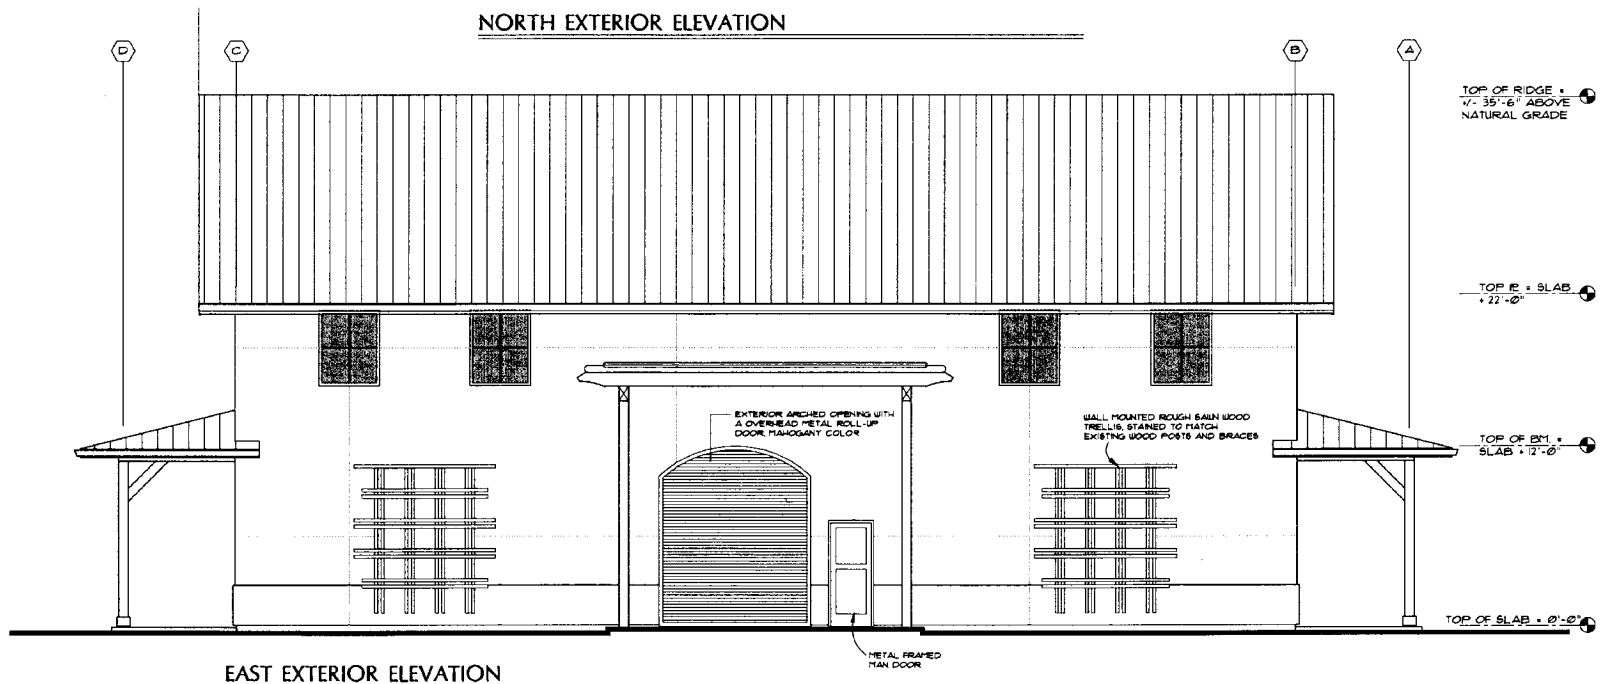 NORTH EXTERIOR ELEVATION
D
C
B
A
TOP OF RIDGE =
+/- 35'-6" ABOVE
NATURAL GRADE
TOP PL = SLAB
+ 22'-0"
EXTERIOR ARCHED OPENING WITH
A OVERHEAD METAL ROLL-UP
DOOR, MAHOGANY COLOR
WALL MOUNTED ROUGH SAWN WOOD
TRELLIS, STAINED TO MATCH
EXISTING WOOD POSTS AND BRACES
TOP OF BM. =
SLAB + 12'-0"
TOP OF SLAB = 0'-0"
METAL FRAMED
MAN DOOR
EAST EXTERIOR ELEVATION